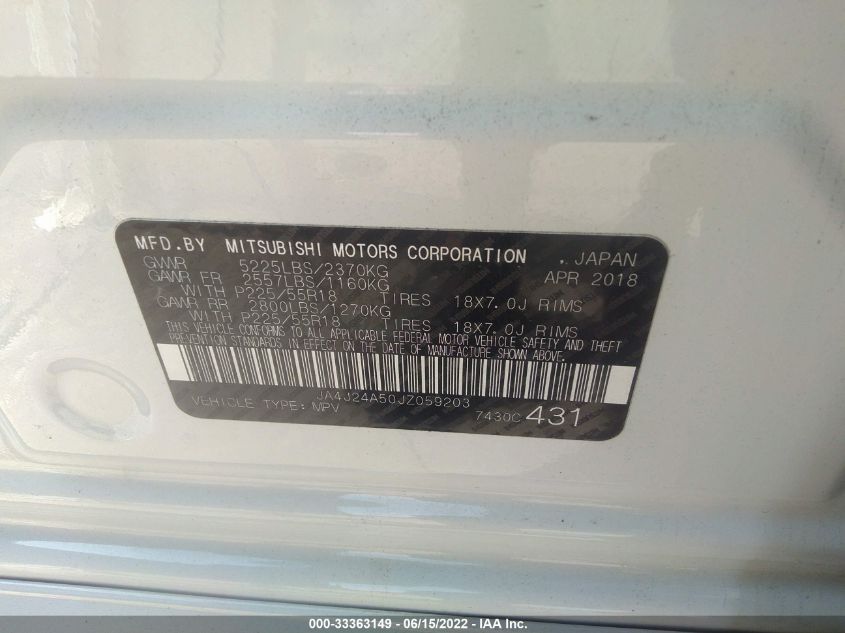 MFD.BY MITSUBISHI MOTORS CORPORATION , JAPAN
GVWR 5225LBS/2370KG APR 2018
GAWR FR 2557LBS/1160KG
WITH P225/55R18 TIRES 18X7.0J RIMS
GAWR RR 2800LBS/1270KG
WITH P225/55R18 TIRES 18X7.0J RIMS
THIS VEHICLE CONFORMS TO ALL APPLICABLE FEDERAL MOTOR VEHICLE SAFETY AND THEFT
PREVENTION STANDARDS IN EFFECT ON THE DATE OF MANUFACTURE SHOWN ABOVE.
JA4J24A50JZ059203
VEHICLE TYPE: MPV 7430C 431
000-33363149 - 06/15/2022 - IAA Inc.